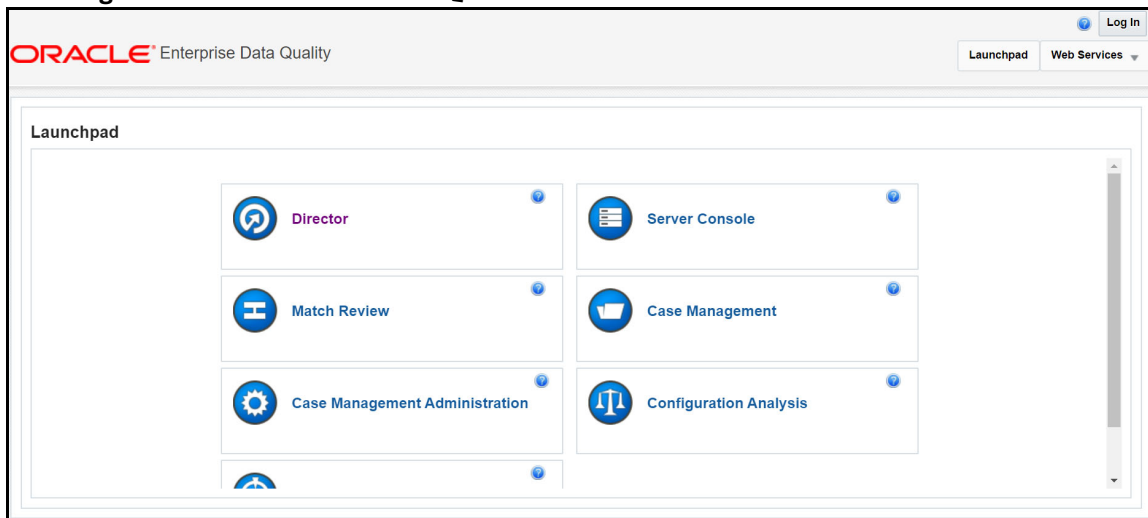 Log In
ORACLE Enterprise Data Quality
Launchpad Web Services
Launchpad
Director
Server Console
Match Review
Case Management
Case Management Administration
Configuration Analysis